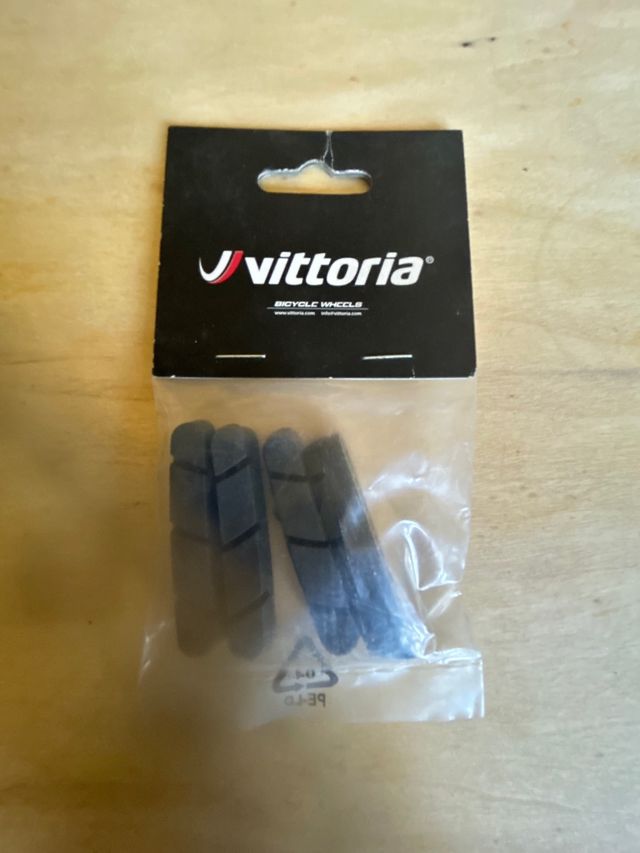 vittoria®
BICYCLE WHEELS
www.vittoria.com info@vittoria.com
04
PE-LD